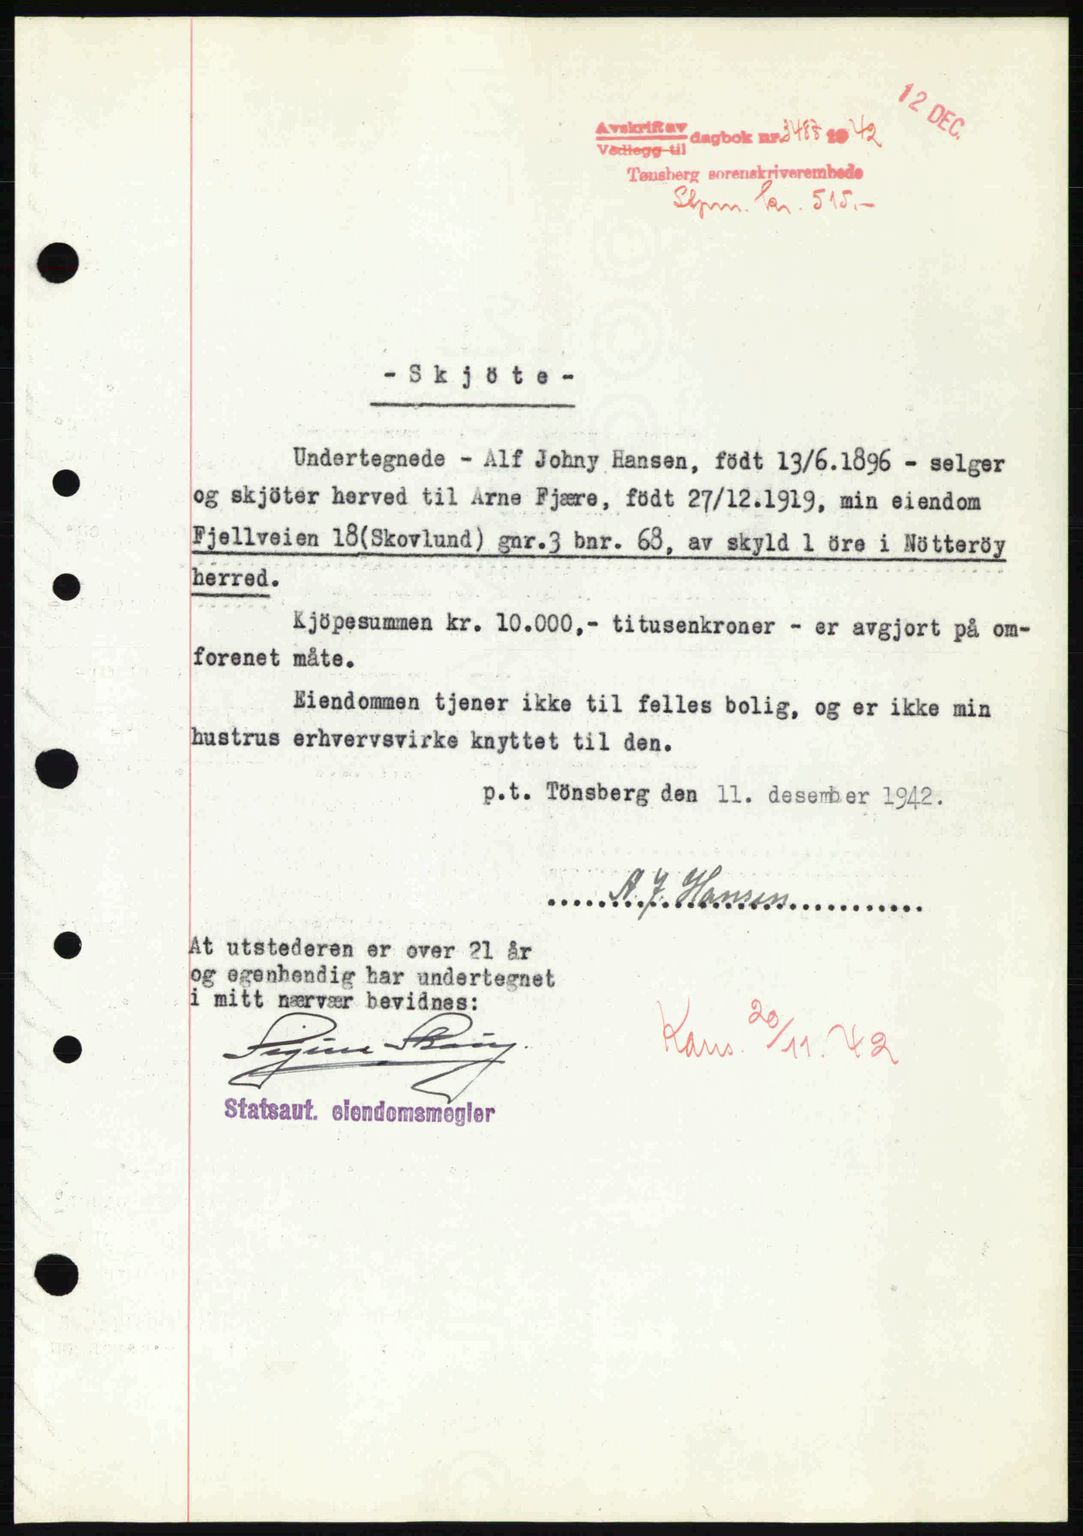 12 DEC.
Avskrift av
Vedlegg til dagbok nr. 3487 1942
Tønsberg sorenskriverembede
kr. 515.-
- S k j ö t e -
Undertegnede - Alf Johny Hansen, födt 13/6.1896 - selger
og skjöter herved til Arne Fjære, födt 27/12.1919, min eiendom
Fjellveien 18(Skovlund) gnr.3 bnr. 68, av skyld 1 öre i Nötteröy
herred.
Kjöpesummen kr. 10.000,- titusenkroner - er avgjort på om-
forenet måte.
Eiendommen tjener ikke til felles bolig, og er ikke min
hustrus erhvervsvirke knyttet til den.
p.t. Tönsberg den 11. desember 1942.
A. J. Hansen
At utstederen er over 21 år
og egenhendig har undertegnet
i mitt nærvær bevidnes:
Kans. 20/11. 42
Statsaut. eiendomsmegler